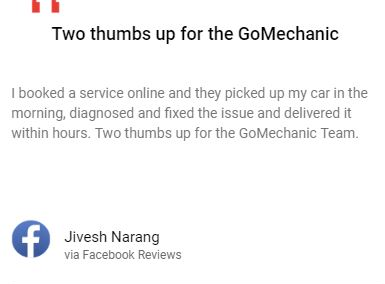 Two thumbs up for the GoMechanic
I booked a service online and they picked up my car in the
morning, diagnosed and fixed the issue and delivered it
within hours. Two thumbs up for the GoMechanic Team.
Jivesh Narang
via Facebook Reviews